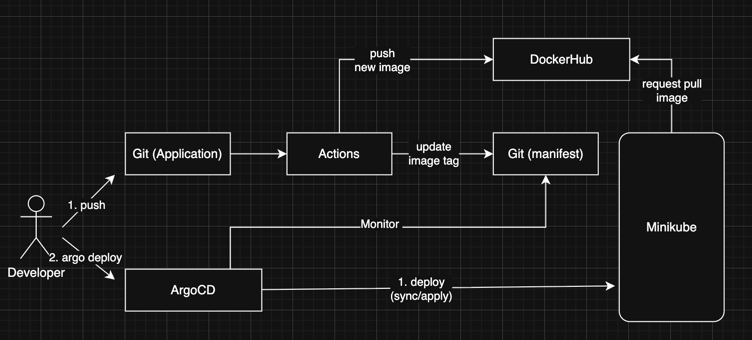 push
new image
DockerHub
request pull
image
Git (Application)
Actions
update
image tag
Git (manifest)
1. push
Monitor
Minikube
2. argo deploy
Developer
ArgoCD
1. deploy
(sync/apply)